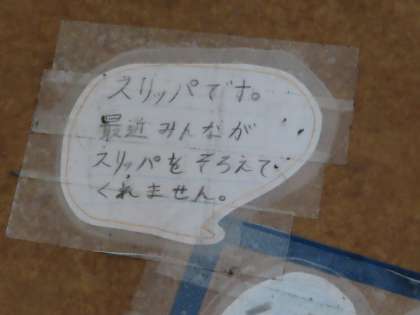 スリッパです。
最近みんなが
スリッパをそろえて
くれません。